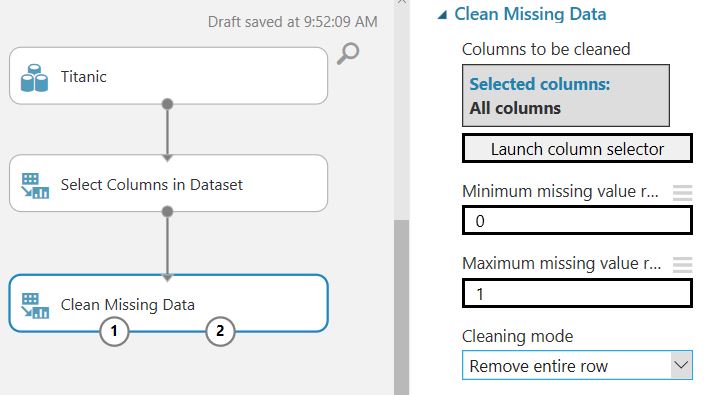 Draft saved at 9:52:09 AM
Titanic
Select Columns in Dataset
Clean Missing Data
1
2
Clean Missing Data
Columns to be cleaned
Selected columns:
All columns
Launch column selector
Minimum missing value r...
0
Maximum missing value r...
1
Cleaning mode
Remove entire row